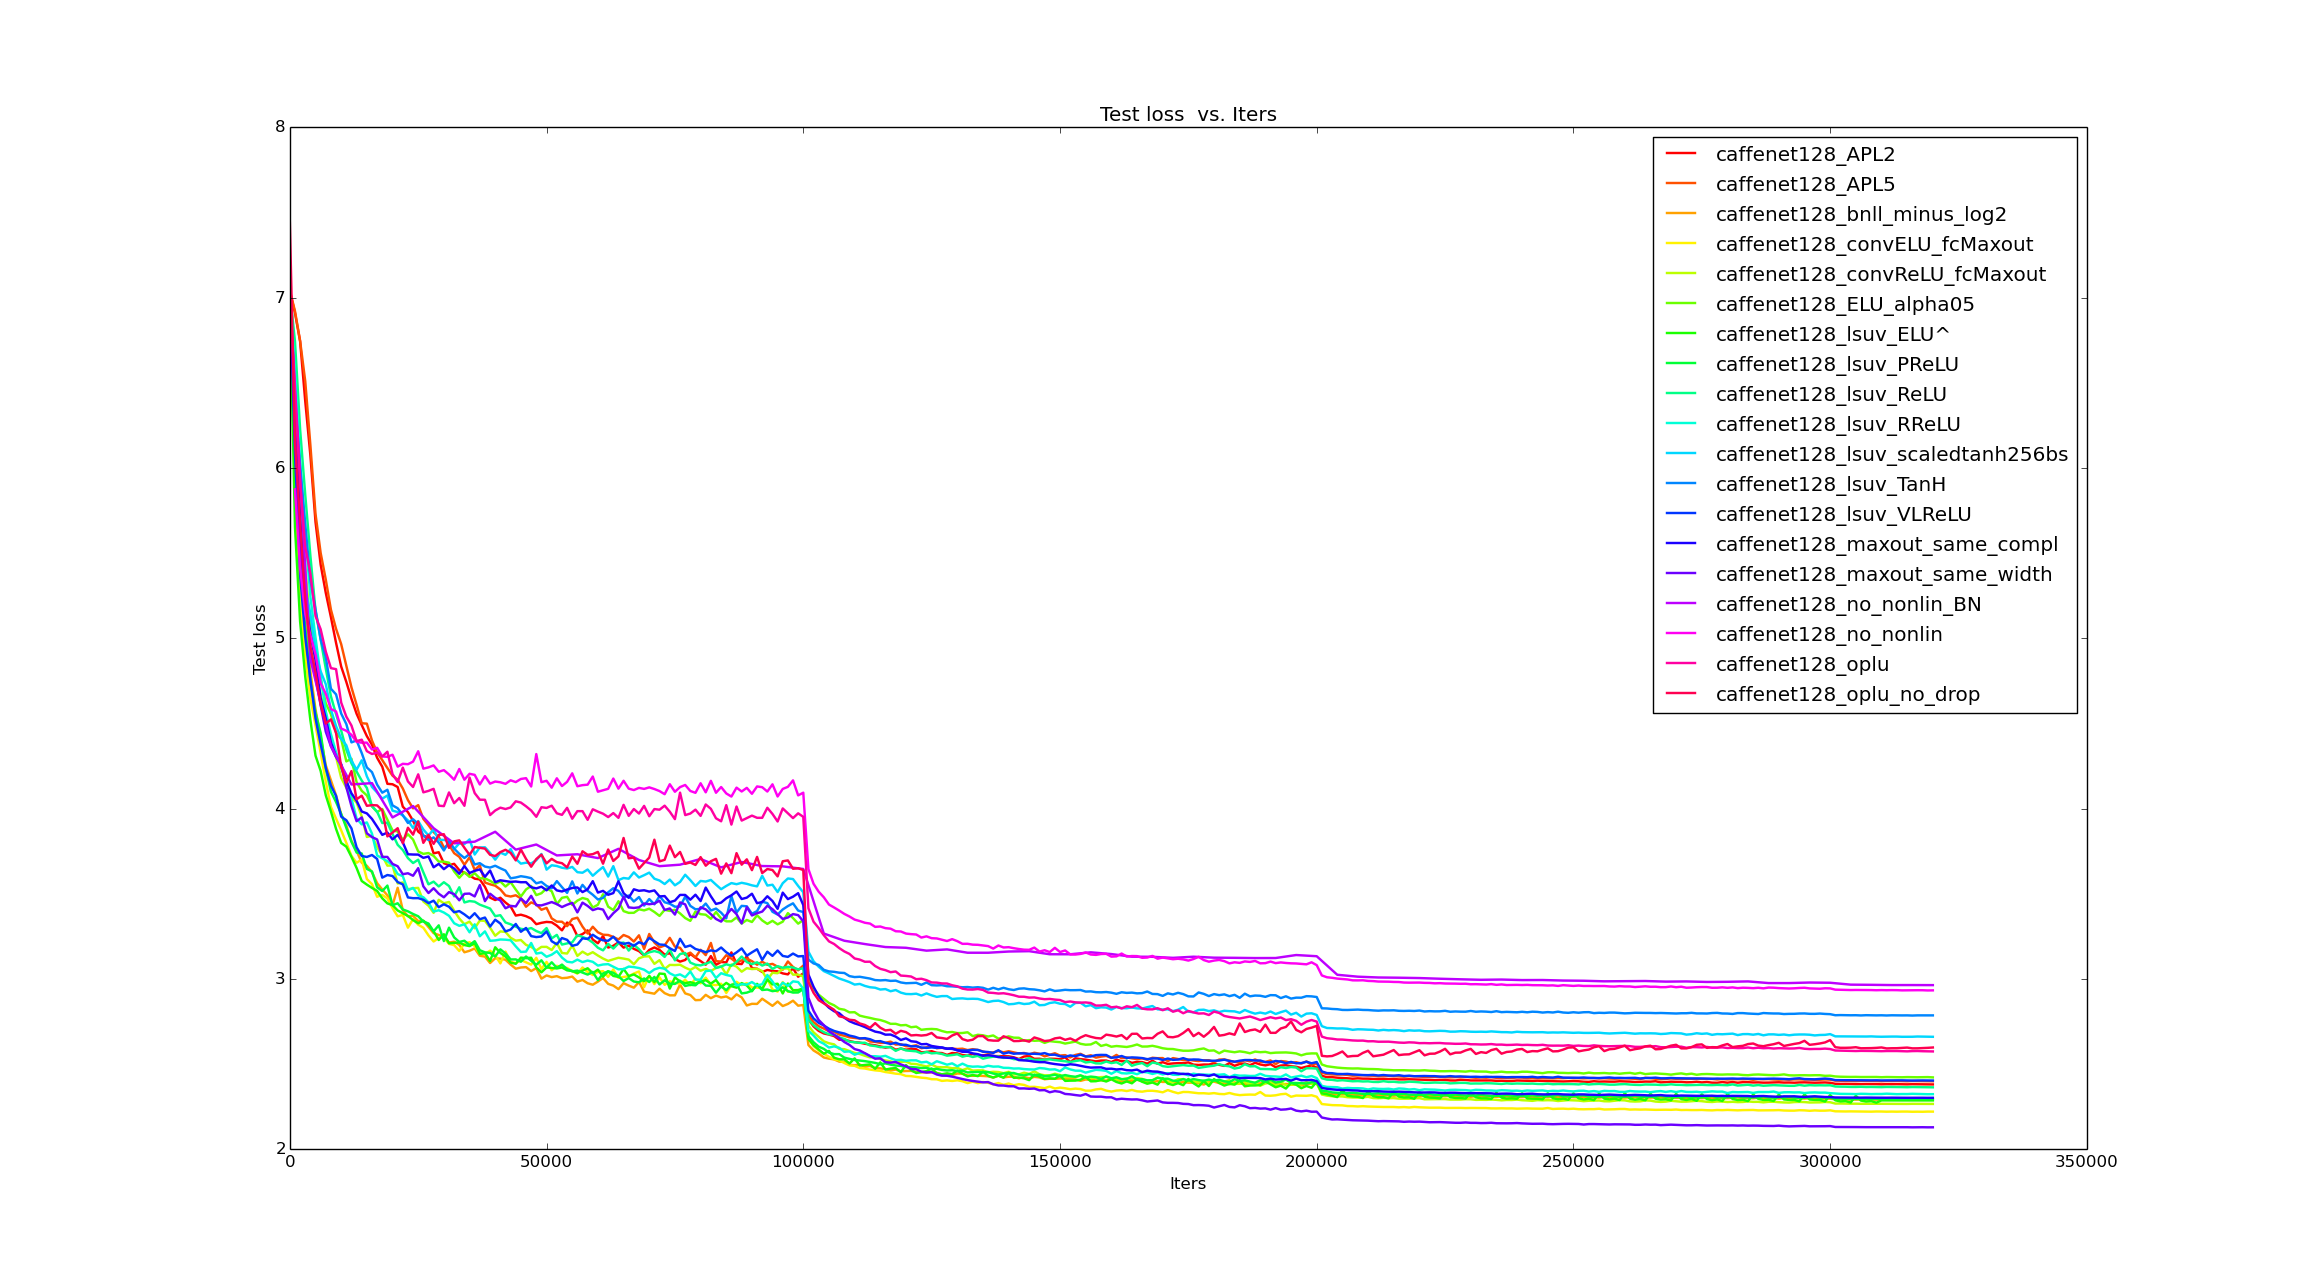 Test loss  vs. Iters
8
7
6
5
4
3
2
Test loss
0
50000
100000
150000
200000
250000
300000
350000
Iters
caffenet128_APL2
caffenet128_APL5
caffenet128_bnll_minus_log2
caffenet128_convELU_fcMaxout
caffenet128_convReLU_fcMaxout
caffenet128_ELU_alpha05
caffenet128_lsuv_ELU^
caffenet128_lsuv_PReLU
caffenet128_lsuv_ReLU
caffenet128_lsuv_RReLU
caffenet128_lsuv_scaledtanh256bs
caffenet128_lsuv_TanH
caffenet128_lsuv_VLReLU
caffenet128_maxout_same_compl
caffenet128_maxout_same_width
caffenet128_no_nonlin_BN
caffenet128_no_nonlin
caffenet128_oplu
caffenet128_oplu_no_drop